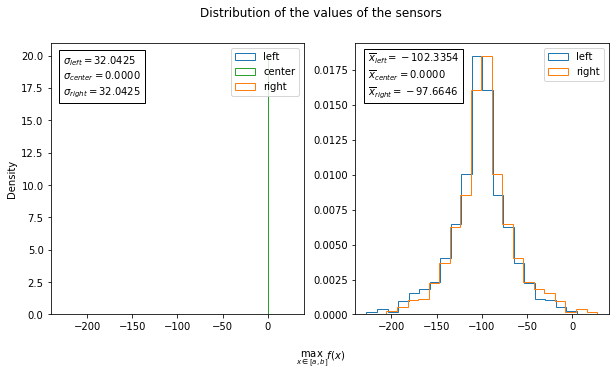 Distribution of the values of the sensors
σ_left = 32.0425
σ_center = 0.0000
σ_right = 32.0425
left
center
right
20.0
17.5
15.0
12.5
10.0
7.5
5.0
2.5
0.0
Density
−200
−150
−100
−50
0
x̅_left = −102.3354
x̅_center = 0.0000
x̅_right = −97.6646
left
right
0.0175
0.0150
0.0125
0.0100
0.0075
0.0050
0.0025
0.0000
−200
−150
−100
−50
0
max f(x)
x∈[a,b]